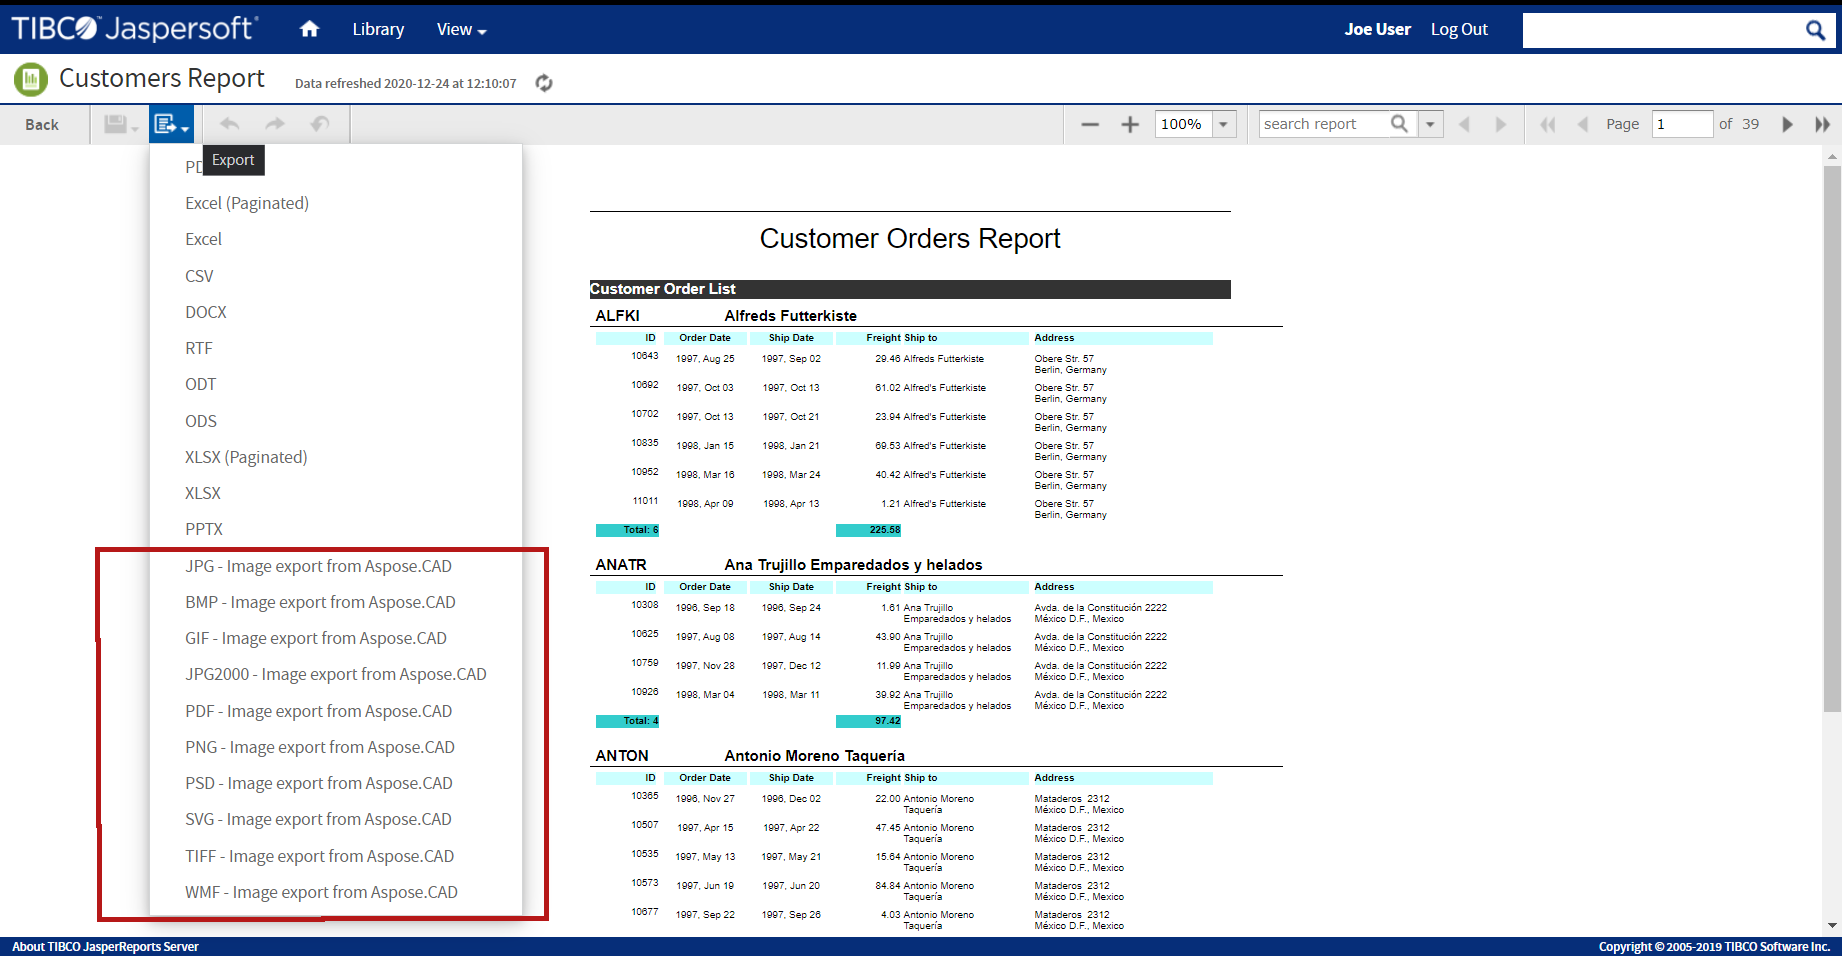 TIBCO Jaspersoft
Library
View
Joe User
Log Out
Customers Report
Data refreshed 2020-12-24 at 12:10:07
Back
100%
search report
Page
1
of 39
Export
Excel (Paginated)
Excel
CSV
DOCX
RTF
ODT
ODS
XLSX (Paginated)
XLSX
PPTX
JPG - Image export from Aspose.CAD
BMP - Image export from Aspose.CAD
GIF - Image export from Aspose.CAD
JPG2000 - Image export from Aspose.CAD
PDF - Image export from Aspose.CAD
PNG - Image export from Aspose.CAD
PSD - Image export from Aspose.CAD
SVG - Image export from Aspose.CAD
TIFF - Image export from Aspose.CAD
WMF - Image export from Aspose.CAD
Customer Orders Report
Customer Order List
ALFKI Alfreds Futterkiste
ID Order Date Ship Date Freight Ship to Address
10643 1997, Aug 25 1997, Sep 02 29.46 Alfreds Futterkiste Obere Str. 57
Berlin, Germany
10692 1997, Oct 03 1997, Oct 13 61.02 Alfred's Futterkiste Obere Str. 57
Berlin, Germany
10702 1997, Oct 13 1997, Oct 21 23.94 Alfred's Futterkiste Obere Str. 57
Berlin, Germany
10835 1998, Jan 15 1998, Jan 21 69.53 Alfred's Futterkiste Obere Str. 57
Berlin, Germany
10952 1998, Mar 16 1998, Mar 24 40.42 Alfred's Futterkiste Obere Str. 57
Berlin, Germany
11011 1998, Apr 09 1998, Apr 13 1.21 Alfred's Futterkiste Obere Str. 57
Berlin, Germany
Total: 6 225.58
ANATR Ana Trujillo Emparedados y helados
ID Order Date Ship Date Freight Ship to Address
10308 1996, Sep 18 1996, Sep 24 1.61 Ana Trujillo Avda. de la Constitución 2222
Emparedados y helados México D.F., Mexico
10625 1997, Aug 08 1997, Aug 14 43.90 Ana Trujillo Avda. de la Constitución 2222
Emparedados y helados México D.F., Mexico
10759 1997, Nov 28 1997, Dec 12 11.99 Ana Trujillo Avda. de la Constitución 2222
Emparedados y helados México D.F., Mexico
10926 1998, Mar 04 1998, Mar 11 39.92 Ana Trujillo Avda. de la Constitución 2222
Emparedados y helados México D.F., Mexico
Total: 4 97.42
ANTON Antonio Moreno Taquería
ID Order Date Ship Date Freight Ship to Address
10365 1996, Nov 27 1996, Dec 02 22.00 Antonio Moreno Mataderos 2312
Taquería México D.F., Mexico
10507 1997, Apr 15 1997, Apr 22 47.45 Antonio Moreno Mataderos 2312
Taquería México D.F., Mexico
10535 1997, May 13 1997, May 21 15.64 Antonio Moreno Mataderos 2312
Taquería México D.F., Mexico
10573 1997, Jun 19 1997, Jun 20 84.84 Antonio Moreno Mataderos 2312
Taquería México D.F., Mexico
10677 1997, Sep 22 1997, Sep 26 4.03 Antonio Moreno Mataderos 2312
Taquería México D.F., Mexico
About TIBCO JasperReports Server
Copyright © 2005-2019 TIBCO Software Inc.